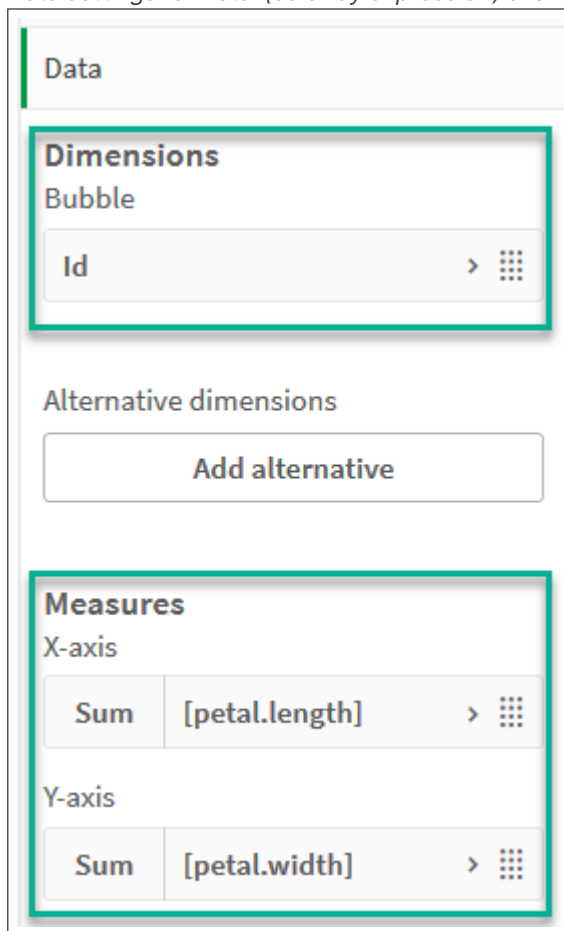 Data
Dimensions
Bubble
Id
Alternative dimensions
Add alternative
Measures
X-axis
Sum [petal.length]
Y-axis
Sum [petal.width]